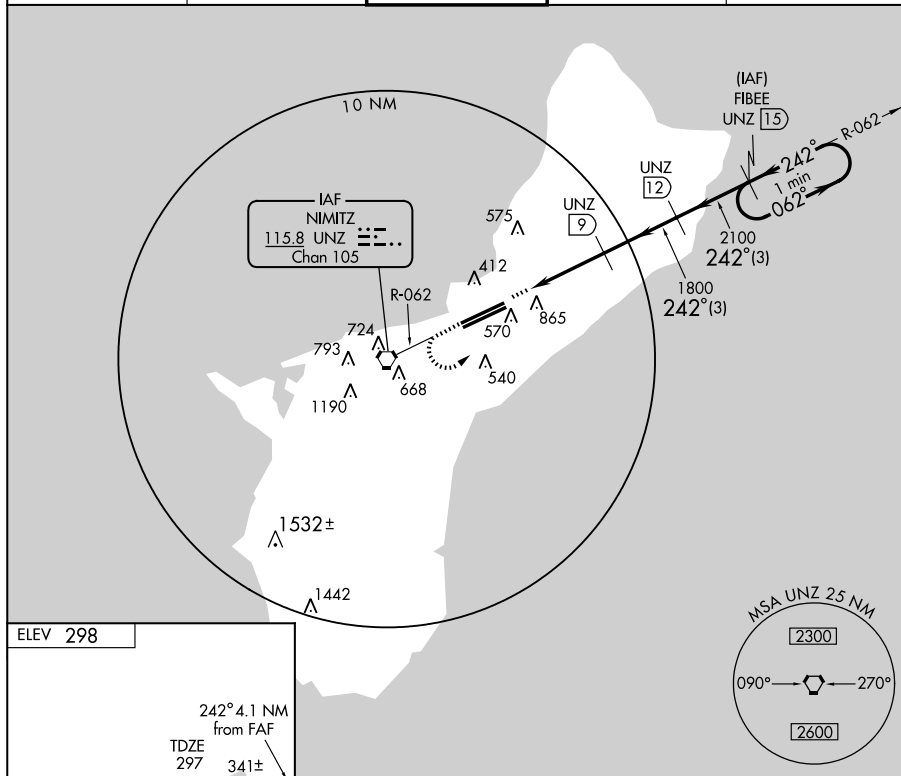 10 NM
(IAF)
FIBEE
UNZ 15
R-062
242°
1 min
062°
UNZ
12
UNZ
9
2100
242° (3)
1800
242° (3)
IAF
NIMITZ
115.8 UNZ
Chan 105
575
412
R-062
865
570
724
793
668
540
1190
1532±
1442
ELEV 298
242° 4.1 NM
from FAF
TDZE
297
341±
MSA UNZ 25 NM
2300
090°
270°
2600